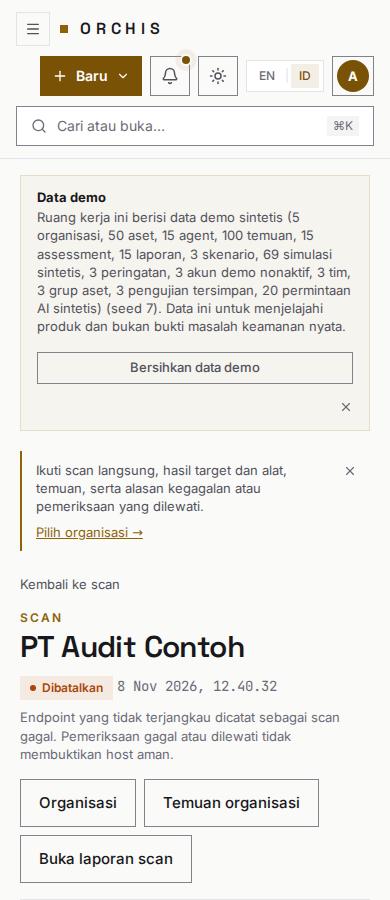 ORCHIS
Baru
EN
ID
A
Cari atau buka...
⌘K
Data demo
Ruang kerja ini berisi data demo sintetis (5
organisasi, 50 aset, 15 agent, 100 temuan, 15
assessment, 15 laporan, 3 skenario, 69 simulasi
sintetis, 3 peringatan, 3 akun demo nonaktif, 3 tim,
3 grup aset, 3 pengujian tersimpan, 20 permintaan
AI sintetis) (seed 7). Data ini untuk menjelajahi
produk dan bukan bukti masalah keamanan nyata.
Bersihkan data demo
Ikuti scan langsung, hasil target dan alat,
temuan, serta alasan kegagalan atau
pemeriksaan yang dilewati.
Pilih organisasi →
Kembali ke scan
SCAN
PT Audit Contoh
Dibatalkan 8 Nov 2026, 12.40.32
Endpoint yang tidak terjangkau dicatat sebagai scan
gagal. Pemeriksaan gagal atau dilewati tidak
membuktikan host aman.
Organisasi
Temuan organisasi
Buka laporan scan